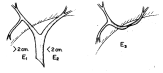 >2cm <2cm
E₁ E₂ E₃